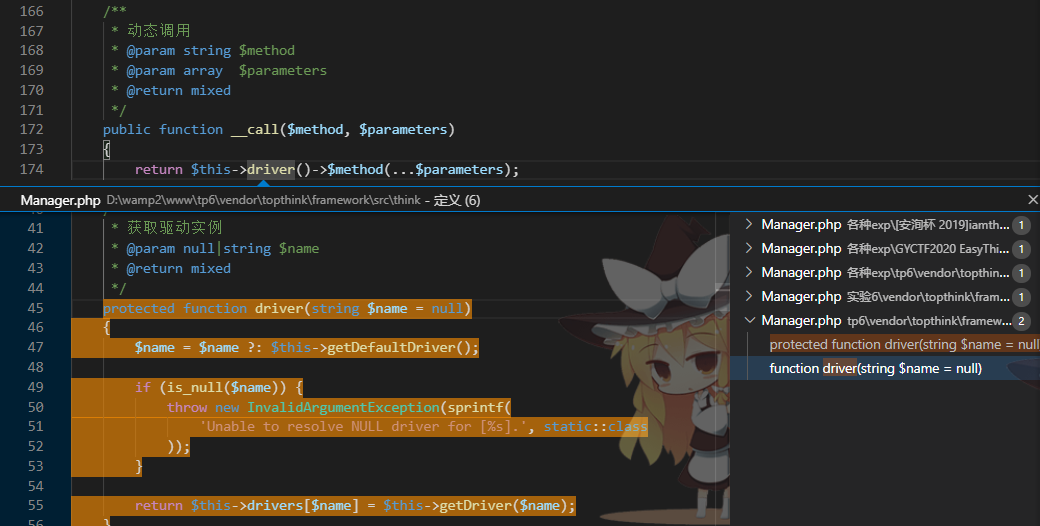 166 /**
167 * 动态调用
168 * @param string $method
169 * @param array  $parameters
170 * @return mixed
171 */
172 public function __call($method, $parameters)
173 {
174 return $this->driver()->$method(...$parameters);
Manager.php D:\wamp2\www\tp6\vendor\topthink\framework\src\think - 定义 (6)
41 * 获取驱动实例
42 * @param null|string $name
43 * @return mixed
44 */
45 protected function driver(string $name = null)
46 {
47 $name = $name ?: $this->getDefaultDriver();
48
49 if (is_null($name)) {
50 throw new InvalidArgumentException(sprintf(
51 'Unable to resolve NULL driver for [%s].', static::class
52 ));
53 }
54
55 return $this->drivers[$name] = $this->getDriver($name);
56 }
Manager.php 各种exp\[安洵杯 2019]iamth... 1
Manager.php 各种exp\GYCTF2020 EasyThi... 1
Manager.php 各种exp\tp6\vendor\topthin... 1
Manager.php 实验6\vendor\topthink\fram... 1
Manager.php tp6\vendor\topthink\framew... 2
protected function driver(string $name = null
function driver(string $name = null)